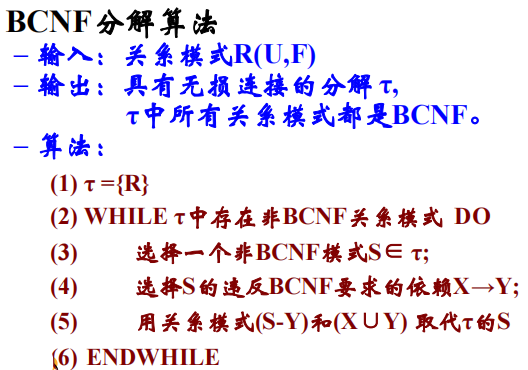 BCNF分解算法
– 输入：关系模式R(U,F)
– 输出：具有无损连接的分解τ,
τ中所有关系模式都是BCNF。
– 算法：
(1) τ ={R}
(2) WHILE τ中存在非BCNF关系模式 DO
(3) 选择一个非BCNF模式S∈ τ;
(4) 选择S的违反BCNF要求的依赖X→Y;
(5) 用关系模式(S-Y)和(X∪Y) 取代τ的S
(6) ENDWHILE